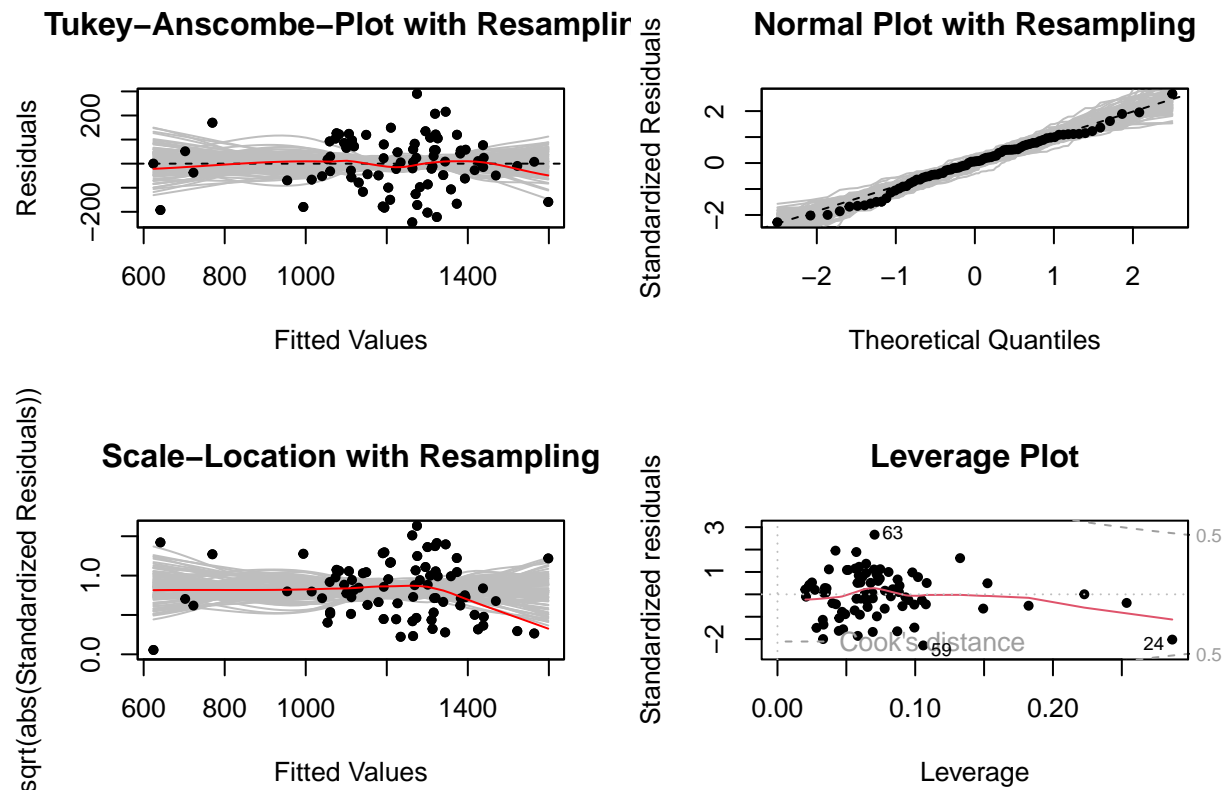 Tukey−Anscombe−Plot with Resamplin
Residuals
200
−200
600 800 1000 1400
Fitted Values
Normal Plot with Resampling
Standardized Residuals
2
0
−2
−2 −1 0 1 2
Theoretical Quantiles
Scale−Location with Resampling
sqrt(abs(Standardized Residuals))
1.0
0.0
600 800 1000 1400
Fitted Values
Leverage Plot
Standardized residuals
3
1
−2
63
0.5
Cook's distance
59
24
0.5
0.00 0.10 0.20
Leverage